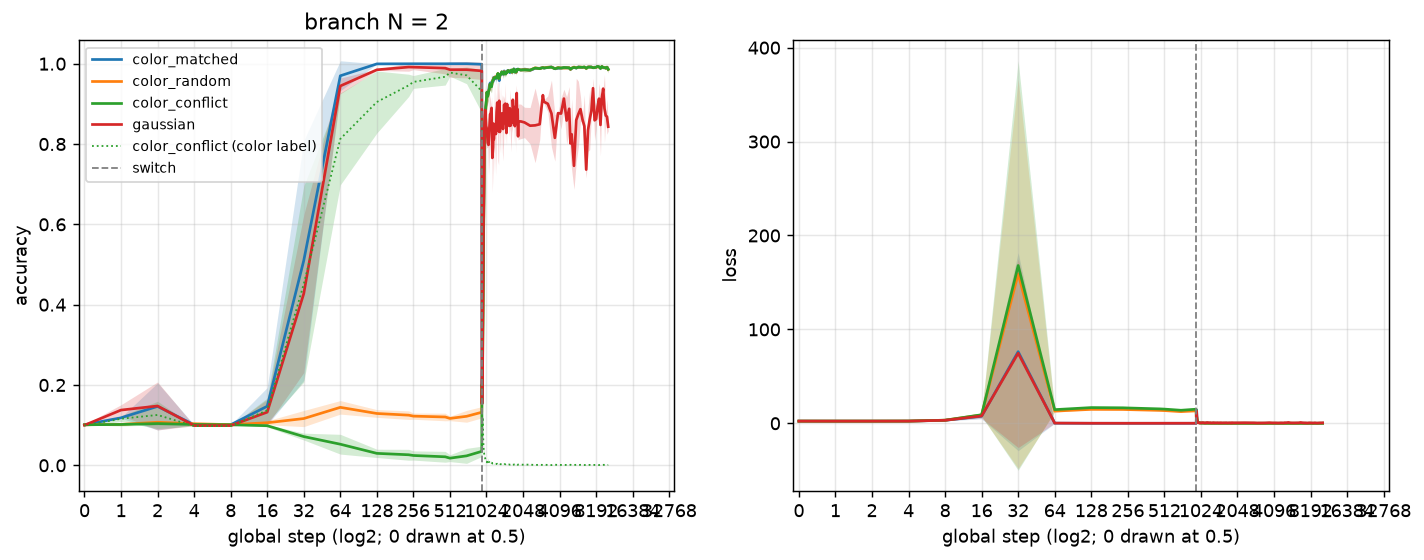 branch N = 2
color_matched
color_random
color_conflict
gaussian
color_conflict (color label)
switch
1.0
0.8
0.6
0.4
0.2
0.0
accuracy
0 1 2 4 8 16 32 64 128 256 512 1024 2048 4096 8192 16384 32768
global step (log2; 0 drawn at 0.5)
400
300
200
100
0
loss
0 1 2 4 8 16 32 64 128 256 512 1024 2048 4096 8192 16384 32768
global step (log2; 0 drawn at 0.5)